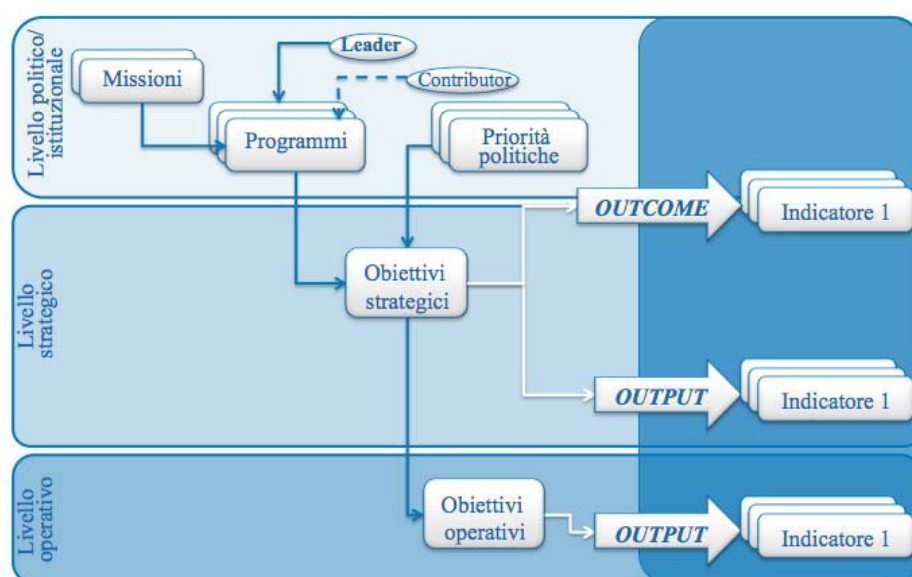 Livello politico/
istituzionale
Missioni
Leader
Contributor
Programmi
Priorità
politiche
OUTCOME
Indicatore 1
Livello
strategico
Obiettivi
strategici
OUTPUT
Indicatore 1
Livello
operativo
Obiettivi
operativi
OUTPUT
Indicatore 1